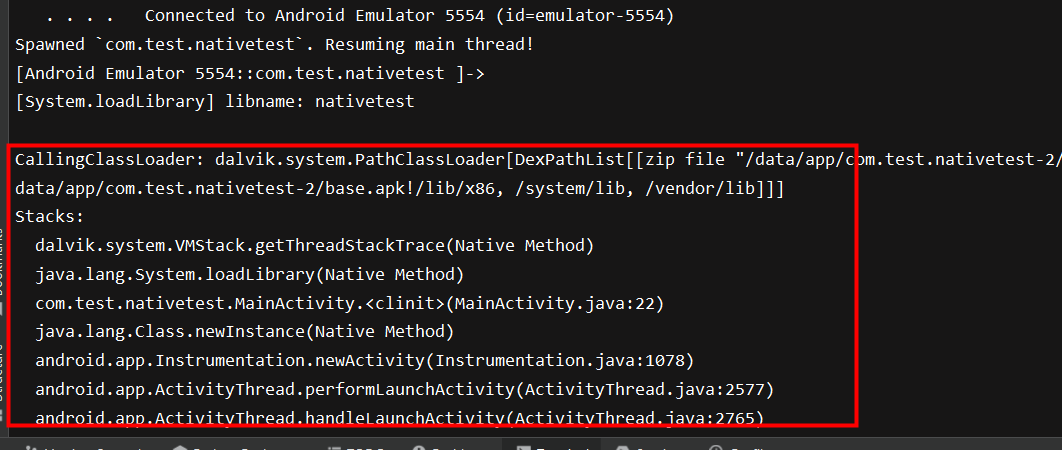 . . . .   Connected to Android Emulator 5554 (id=emulator-5554)
Spawned `com.test.nativetest`. Resuming main thread!
[Android Emulator 5554::com.test.nativetest ]->
[System.loadLibrary] libname: nativetest
CallingClassLoader: dalvik.system.PathClassLoader[DexPathList[[zip file "/data/app/com.test.nativetest-2/
data/app/com.test.nativetest-2/base.apk!/lib/x86, /system/lib, /vendor/lib]]]
Stacks:
dalvik.system.VMStack.getThreadStackTrace(Native Method)
java.lang.System.loadLibrary(Native Method)
com.test.nativetest.MainActivity.<clinit>(MainActivity.java:22)
java.lang.Class.newInstance(Native Method)
android.app.Instrumentation.newActivity(Instrumentation.java:1078)
android.app.ActivityThread.performLaunchActivity(ActivityThread.java:2577)
android.app.ActivityThread.handleLaunchActivity(ActivityThread.java:2765)